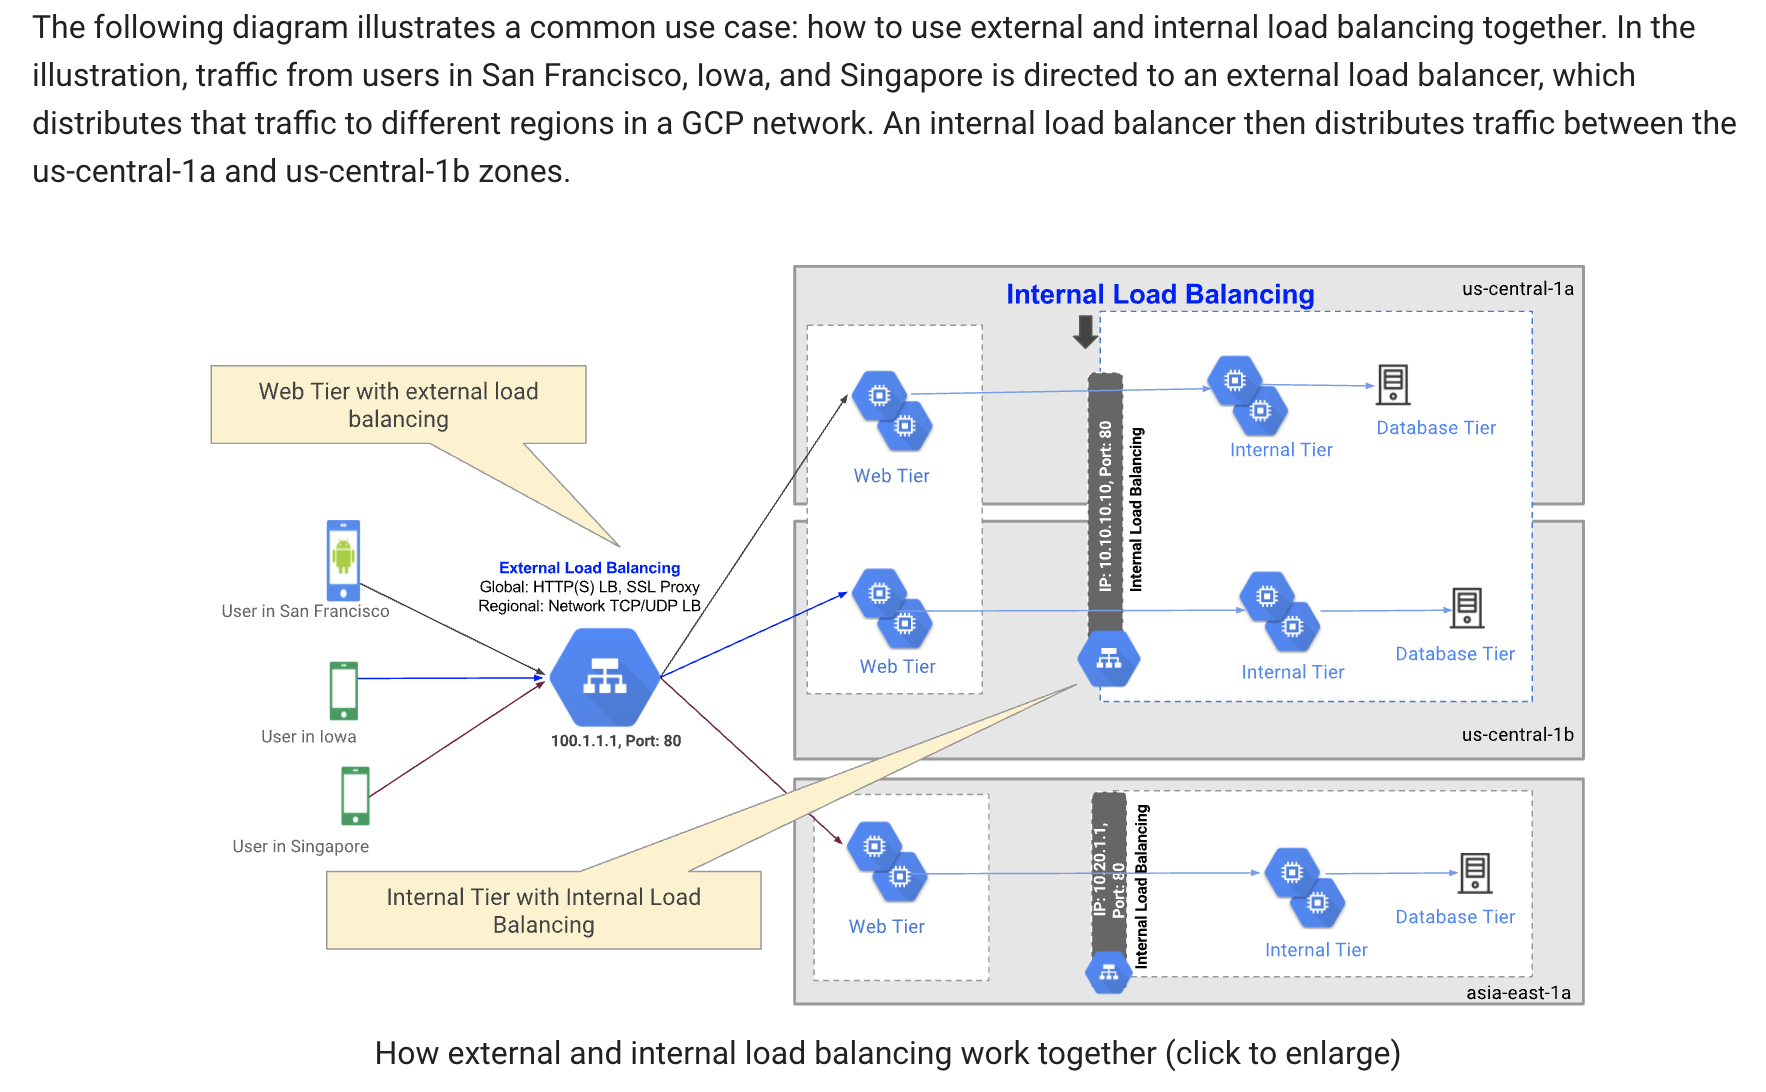 The following diagram illustrates a common use case: how to use external and internal load balancing together. In the
illustration, traffic from users in San Francisco, Iowa, and Singapore is directed to an external load balancer, which
distributes that traffic to different regions in a GCP network. An internal load balancer then distributes traffic between the
us-central-1a and us-central-1b zones.
Internal Load Balancing
us-central-1a
Web Tier with external load
balancing
Web Tier
Internal Tier
Database Tier
IP: 10.10.10.10, Port: 80
Internal Load Balancing
User in San Francisco
External Load Balancing
Global: HTTP(S) LB, SSL Proxy
Regional: Network TCP/UDP LB
Web Tier
Internal Tier
Database Tier
User in Iowa
100.1.1.1, Port: 80
us-central-1b
User in Singapore
Internal Tier with Internal Load
Balancing
Web Tier
IP: 10.20.1.1,
Port: 80
Internal Load Balancing
Internal Tier
Database Tier
asia-east-1a
How external and internal load balancing work together (click to enlarge)